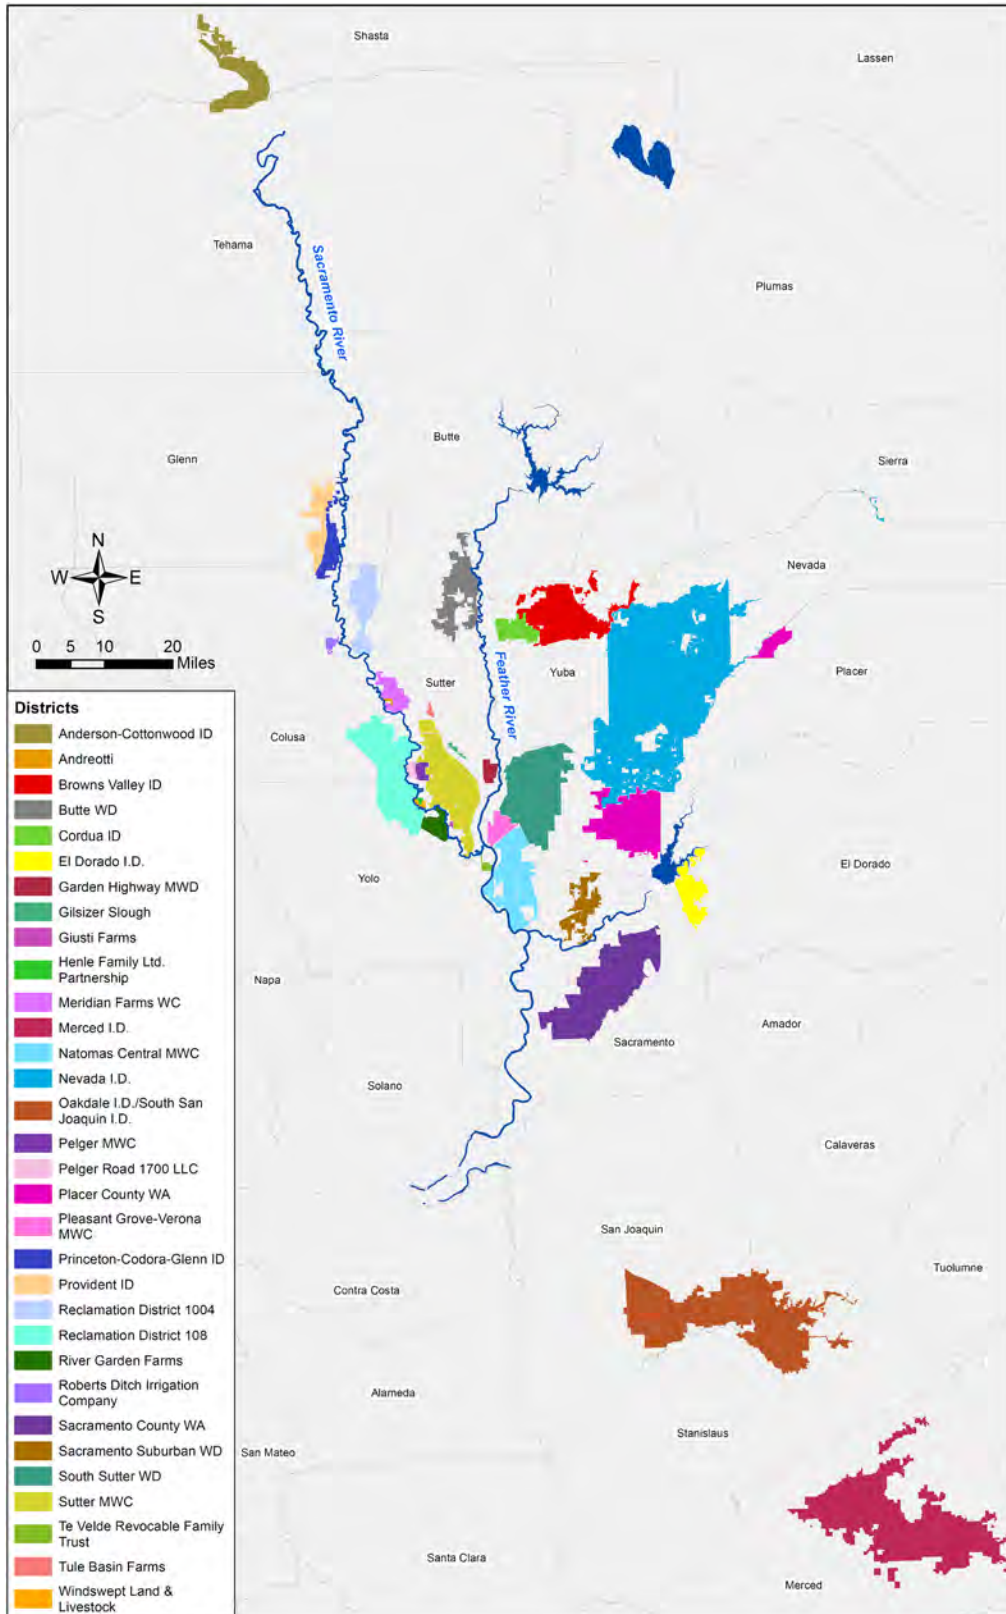 Shasta
Lassen
Tehama
Sacramento River
Plumas
Butte
Glenn
Sierra
N
W E
S
Nevada
0 10 20
Miles
Feather River
Sutter
Yuba
Placer
Colusa
El Dorado
Yolo
Napa
Amador
Sacramento
Solano
Calaveras
San Joaquin
Tuolumne
Contra Costa
Alameda
Stanislaus
San Mateo
Santa Clara
Merced
Districts
Anderson-Cottonwood ID
Andreotti
Browns Valley ID
Butte WD
Cordua ID
El Dorado I.D.
Garden Highway MWD
Gilsizer Slough
Giusti Farms
Henle Family Ltd.
Partnership
Meridian Farms WC
Merced I.D.
Natomas Central MWC
Nevada I.D.
Oakdale I.D./South San
Joaquin I.D.
Pelger MWC
Pelger Road 1700 LLC
Placer County WA
Pleasant Grove-Verona
MWC
Princeton-Codora-Glenn ID
Provident ID
Reclamation District 1004
Reclamation District 108
River Garden Farms
Roberts Ditch Irrigation
Company
Sacramento County WA
Sacramento Suburban WD
South Sutter WD
Sutter MWC
Te Velde Revocable Family
Trust
Tule Basin Farms
Windswept Land &
Livestock